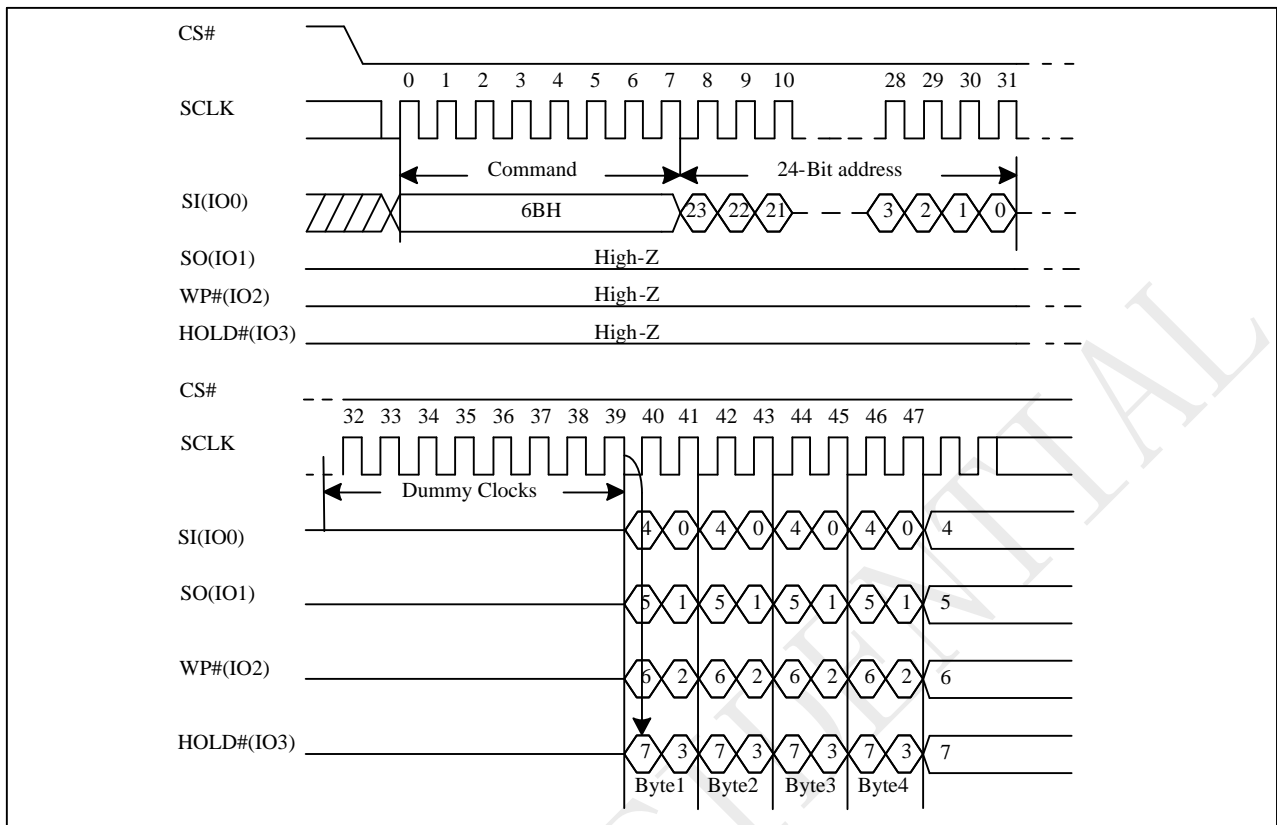 CS#
0 1 2 3 4 5 6 7 8 9 10 28 29 30 31
SCLK
Command 24-Bit address
SI(IO0) 6BH 23 22 21 3 2 1 0
SO(IO1) High-Z
WP#(IO2) High-Z
HOLD#(IO3) High-Z
CS#
32 33 34 35 36 37 38 39 40 41 42 43 44 45 46 47
SCLK
Dummy Clocks
SI(IO0) 4 0 4 0 4 0 4 0 4
SO(IO1) 5 1 5 1 5 1 5 1 5
WP#(IO2) 6 2 6 2 6 2 6 2 6
HOLD#(IO3) 7 3 7 3 7 3 7 3 7
Byte1 Byte2 Byte3 Byte4